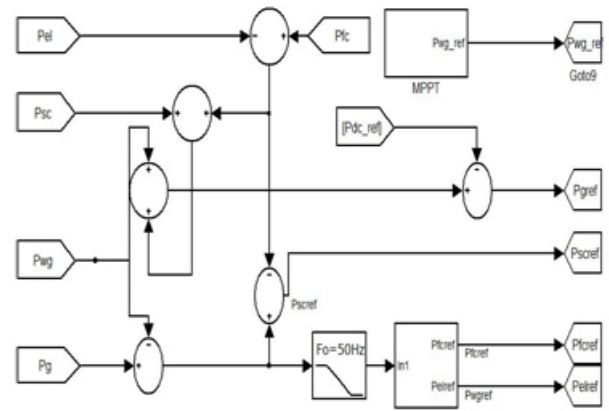 Pel
Pfc
Pwg_ref
MPPT
Pwg_ref
Goto9
Psc
[Pdc_ref]
Pgref
Pwg
Pscref
Pscref
Pg
Fo=50Hz
In1
Pfcref
Pfcref
Pfcref
Pelref
Pwgref
Pelref